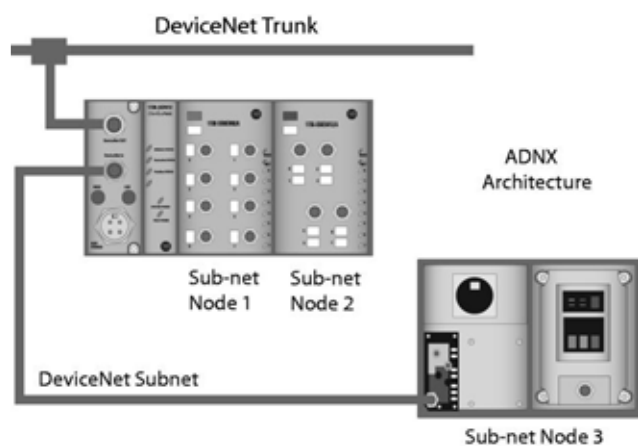 DeviceNet Trunk
ADNX
Architecture
Sub-net
Node 1
Sub-net
Node 2
DeviceNet Subnet
Sub-net Node 3